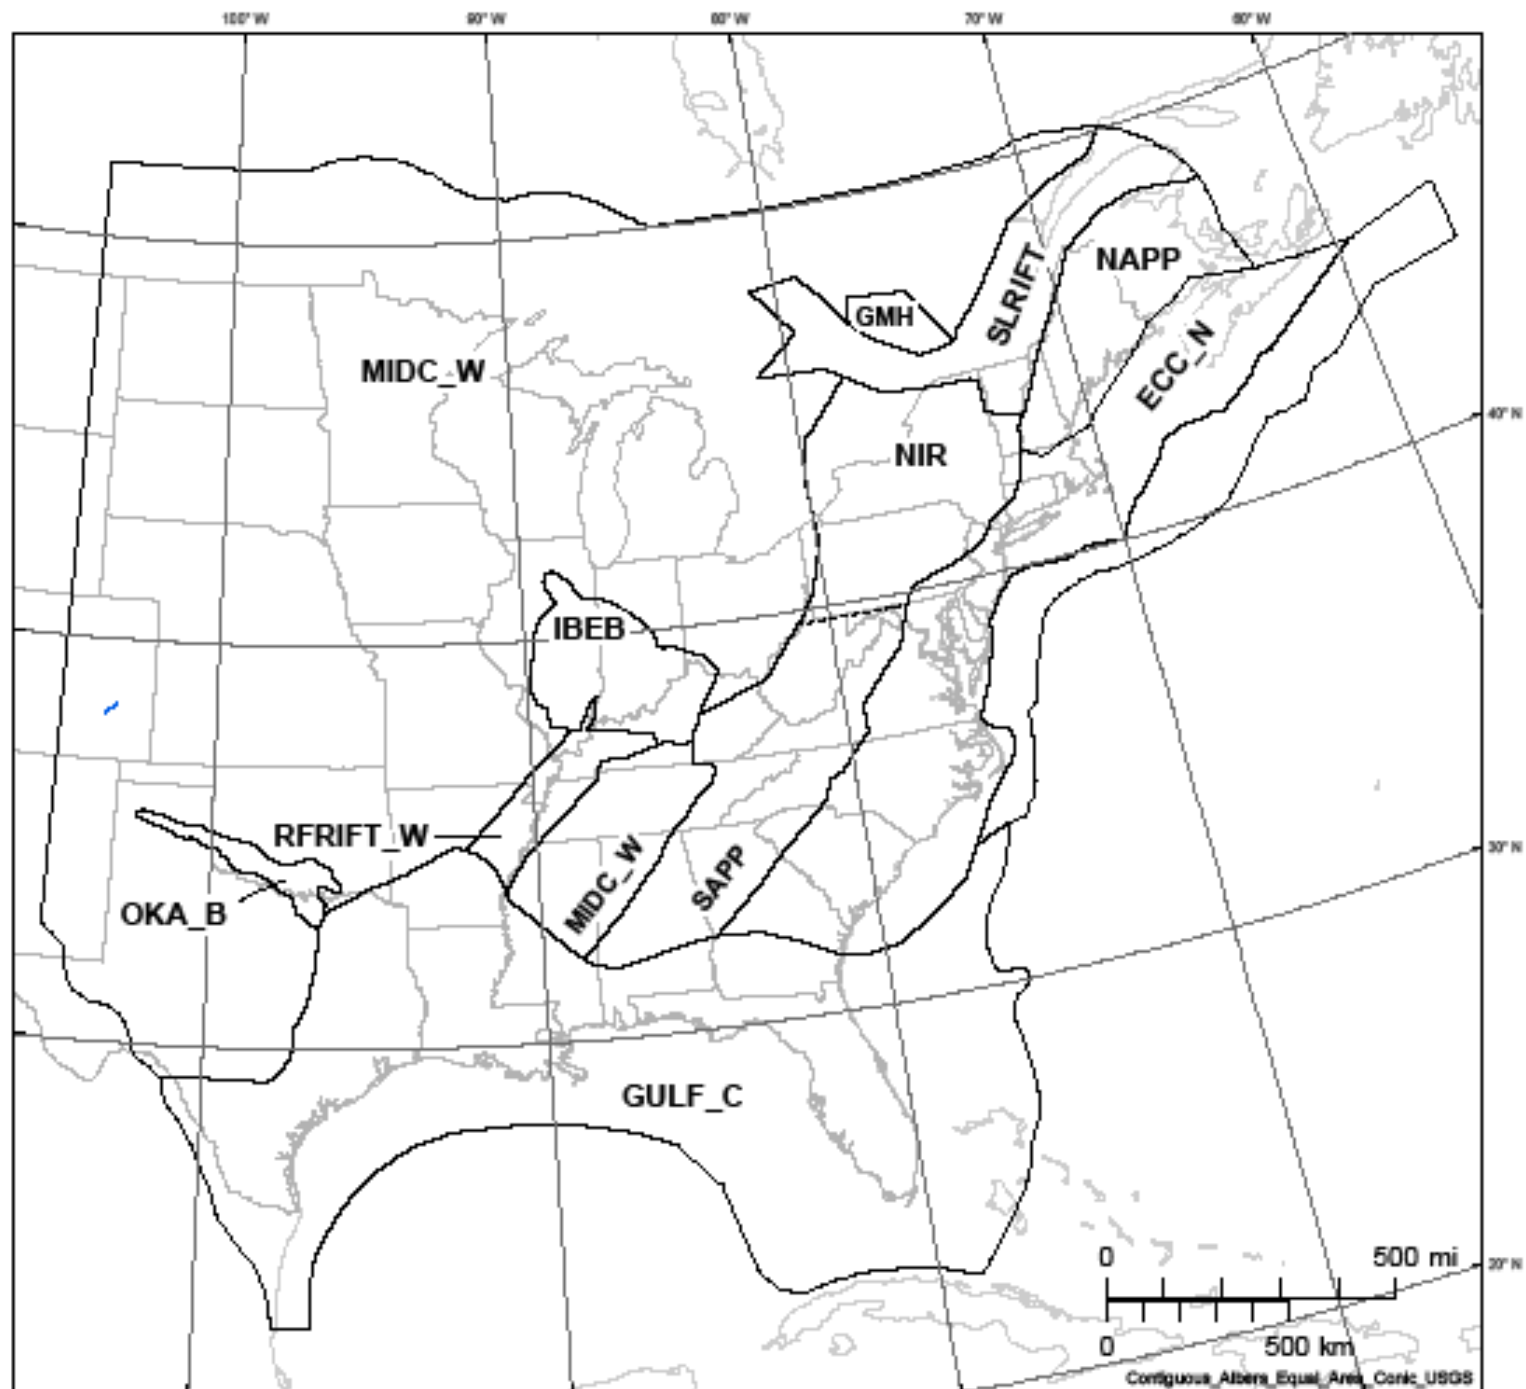 100° W 90° W 80° W 70° W 60° W
NAPP
SLRIFT
GMH
MIDC_W
ECC_N
40° N
NIR
IBEB
RFRIFT_W
30° N
MIDC_W
SAPP
OKA_B
GULF_C
0 500 mi
20° N
0 500 km
Contiguous_Albers_Equal_Area_Conic_USGS